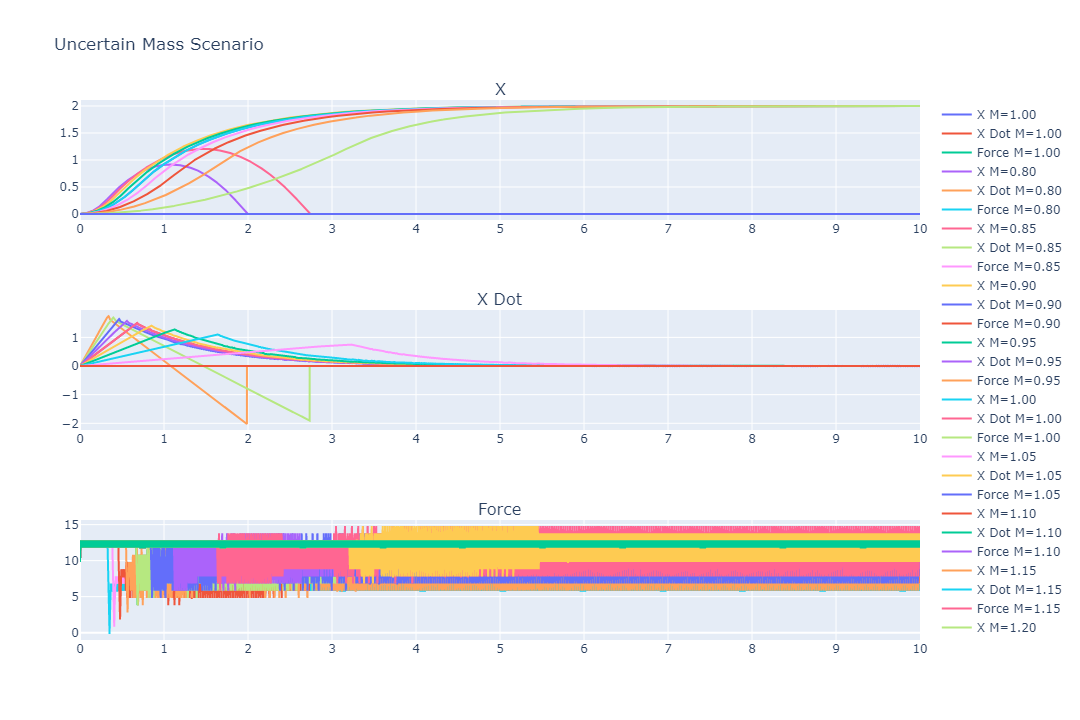 Uncertain Mass Scenario
X
2
1.5
1
0.5
0
0 1 2 3 4 5 6 7 8 9 10
X Dot
1
0
−1
−2
0 1 2 3 4 5 6 7 8 9 10
Force
15
10
5
0
0 1 2 3 4 5 6 7 8 9 10
X M=1.00
X Dot M=1.00
Force M=1.00
X M=0.80
X Dot M=0.80
Force M=0.80
X M=0.85
X Dot M=0.85
Force M=0.85
X M=0.90
X Dot M=0.90
Force M=0.90
X M=0.95
X Dot M=0.95
Force M=0.95
X M=1.00
X Dot M=1.00
Force M=1.00
X M=1.05
X Dot M=1.05
Force M=1.05
X M=1.10
X Dot M=1.10
Force M=1.10
X M=1.15
X Dot M=1.15
Force M=1.15
X M=1.20